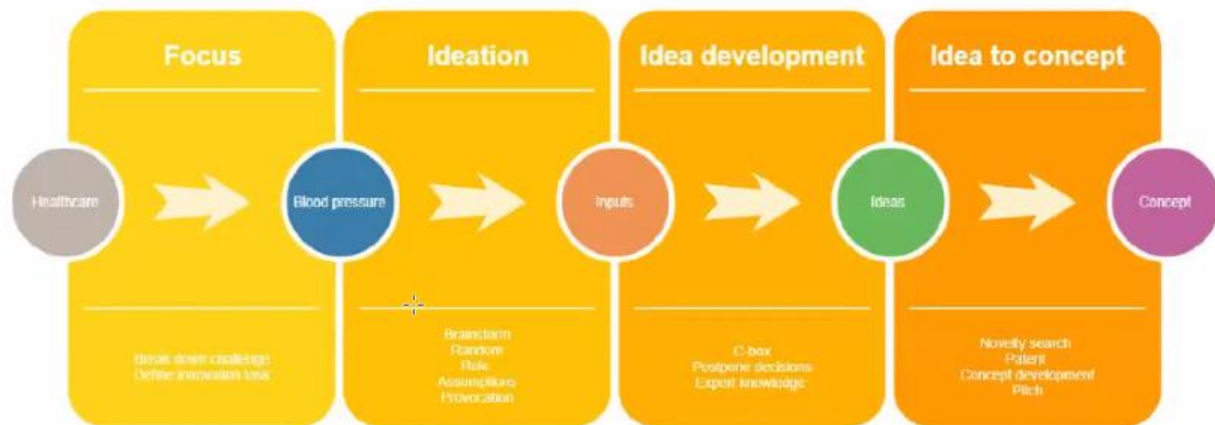 Focus
Ideation
Idea development
Idea to concept
Healthcare
Blood pressure
Inputs
Ideas
Concept
Break down challenge
Define innovation task
Brainstorm
Random
Role
Assumptions
Provocation
C-box
Postpone decisions
Expert knowledge
Novelty search
Patent
Concept development
Pitch